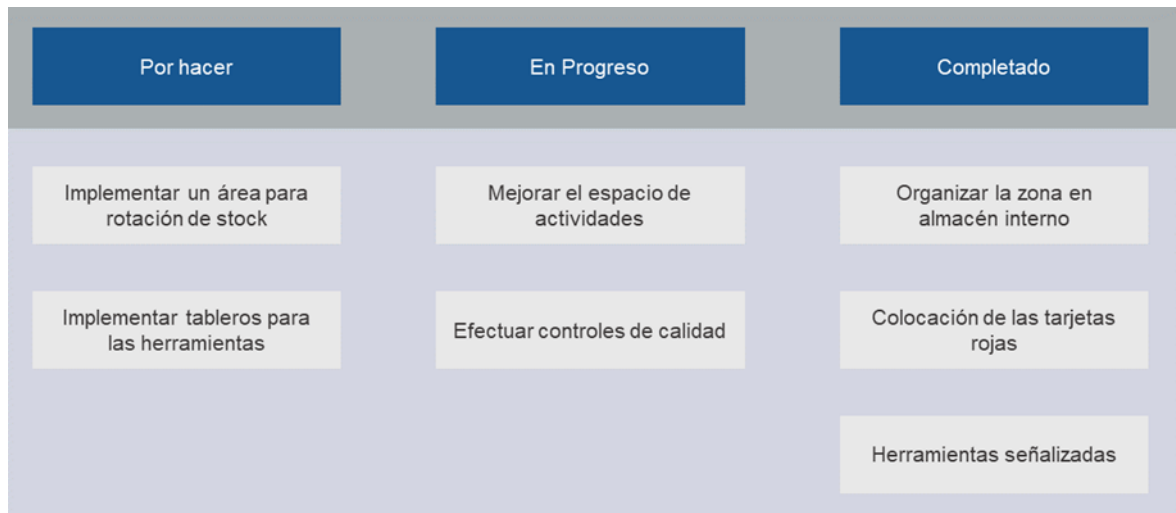 Por hacer
En Progreso
Completado
Implementar un área para
rotación de stock
Mejorar el espacio de
actividades
Organizar la zona en
almacén interno
Implementar tableros para
las herramientas
Efectuar controles de calidad
Colocación de las tarjetas
rojas
Herramientas señalizadas